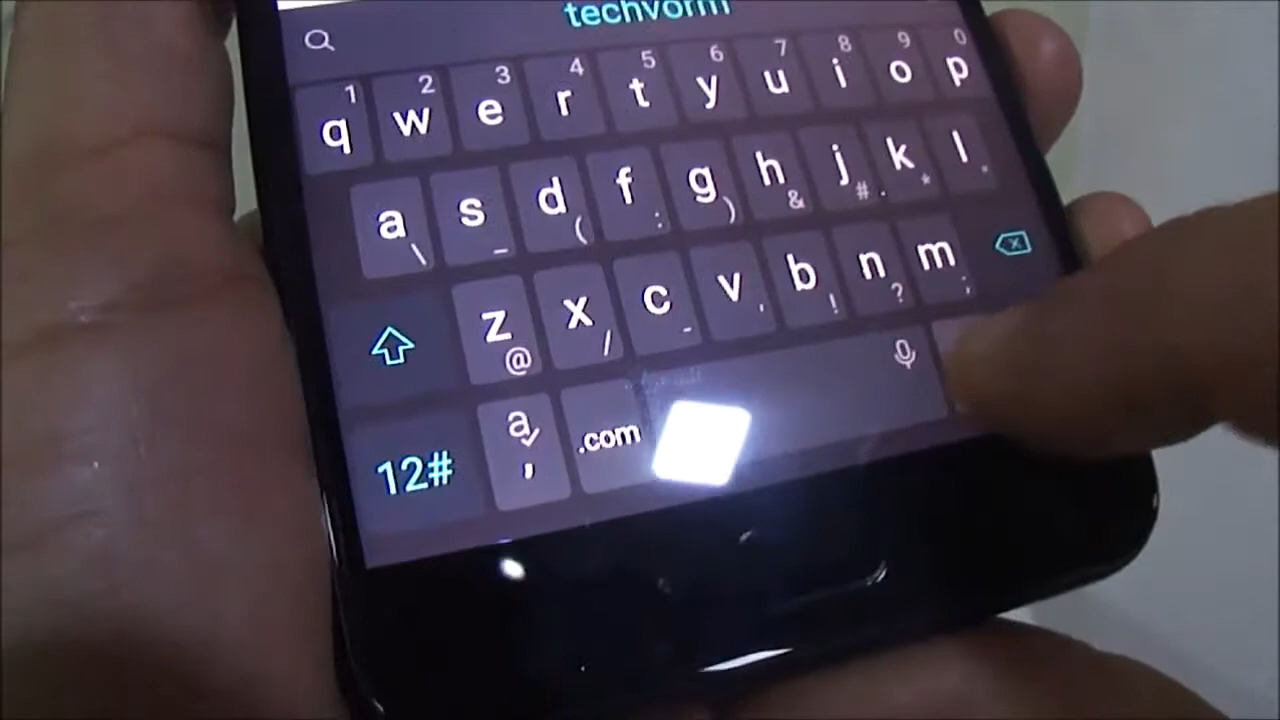 techvorm
1 2 3 4 5 6 7 8 9 0
q w e r t y u i o p
a s d f g h j k l
\ _ ( : ) & # . * .
z x c v b n m
@ / - ' ! ? ;
12# a , .com